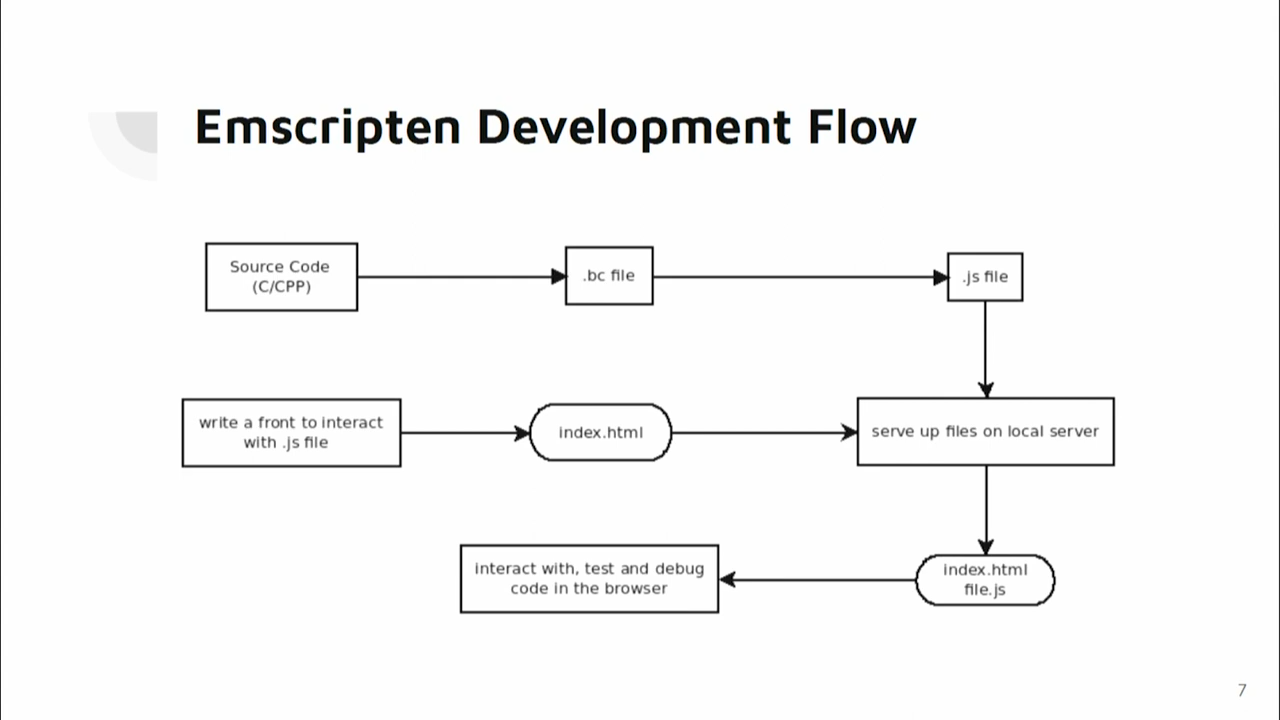 Emscripten Development Flow
Source Code
(C/CPP)
.bc file
.js file
write a front to interact
with .js file
index.html
serve up files on local server
interact with, test and debug
code in the browser
index.html
file.js
7